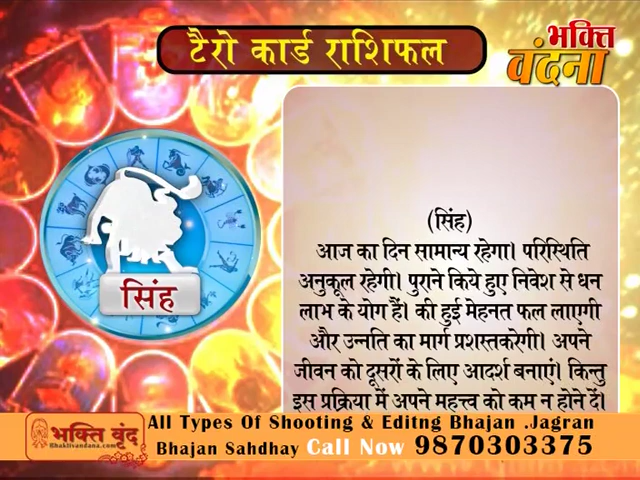 टैरो कार्ड राशिफल
भक्ति
वंदना
(सिंह)
आज का दिन सामान्य रहेगा। परिस्थिति
अनुकूल रहेगी। पुराने किये हुए निवेश से धन
लाभ के योग हैं। की हुई मेहनत फल लाएगी
और उन्नति का मार्ग प्रशस्तकरेगी। अपने
जीवन को दूसरों के लिए आदर्श बनाएं। किन्तु
इस प्रक्रिया में अपने महत्त्व को कम न होने दें।
सिंह
भक्ति वृंद
Bhaktivandana.com
All Types Of Shooting & Editng Bhajan .Jagran
Bhajan Sahdhay Call Now 9870303375